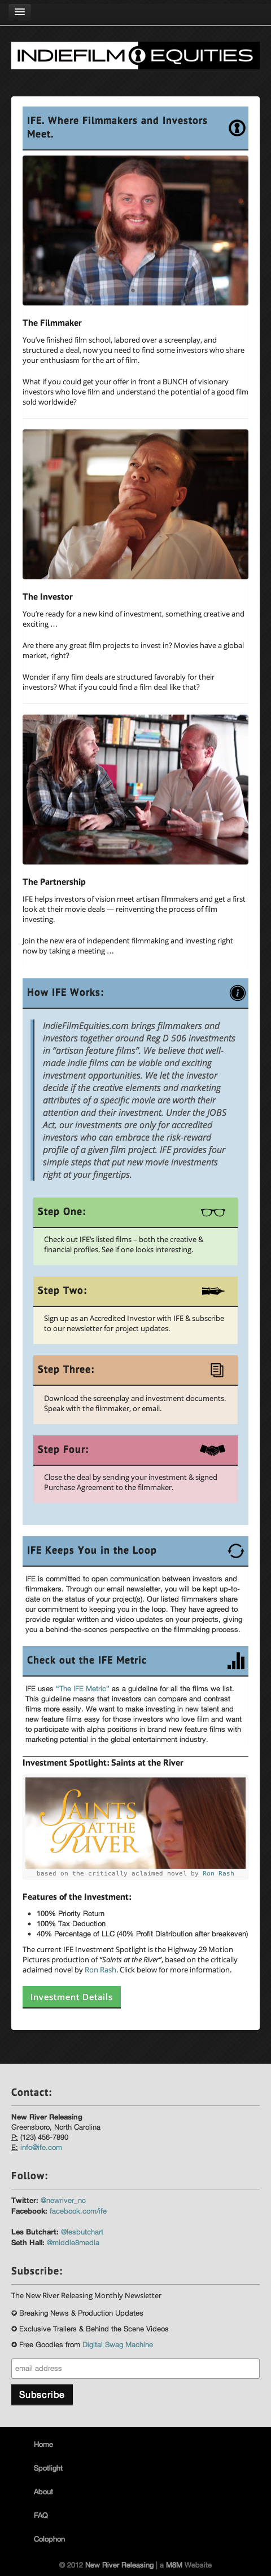 INDIEFILM EQUITIES
IFE. Where Filmmakers and Investors
Meet.
The Filmmaker
You've finished film school, labored over a screenplay, and
structured a deal, now you need to find some investors who share
your enthusiasm for the art of film.
What if you could get your offer in front a BUNCH of visionary
investors who love film and understand the potential of a good film
sold worldwide?
The Investor
You're ready for a new kind of investment, something creative and
exciting …
Are there any great film projects to invest in? Movies have a global
market, right?
Wonder if any film deals are structured favorably for their
investors? What if you could find a film deal like that?
The Partnership
IFE helps investors of vision meet artisan filmmakers and get a first
look at their movie deals — reinventing the process of film
investing.
Join the new era of independent filmmaking and investing right
now by taking a meeting …
How IFE Works:
IndieFilmEquities.com brings filmmakers and
investors together around Reg D 506 investments
in “artisan feature films”. We believe that well-
made indie films can be viable and exciting
investment opportunities. We let the investor
decide if the creative elements and marketing
attributes of a specific movie are worth their
attention and their investment. Under the JOBS
Act, our investments are only for accredited
investors who can embrace the risk-reward
profile of a given film project. IFE provides four
simple steps that put new movie investments
right at your fingertips.
Step One:
Check out IFE's listed films – both the creative &
financial profiles. See if one looks interesting.
Step Two:
Sign up as an Accredited Investor with IFE & subscribe
to our newsletter for project updates.
Step Three:
Download the screenplay and investment documents.
Speak with the filmmaker, or email.
Step Four:
Close the deal by sending your investment & signed
Purchase Agreement to the filmmaker.
IFE Keeps You in the Loop
IFE is committed to open communication between investors and
filmmakers. Through our email newsletter, you will be kept up-to-
date on the status of your project(s). Our listed filmmakers share
our commitment to keeping you in the loop. They have agreed to
provide regular written and video updates on your projects, giving
you a behind-the-scenes perspective on the filmmaking process.
Check out the IFE Metric
IFE uses “The IFE Metric” as a guideline for all the films we list.
This guideline means that investors can compare and contrast
films more easily. We want to make investing in new talent and
new feature film easy for those investors who love film and want
to participate with alpha positions in brand new feature films with
marketing potential in the global entertainment industry.
Investment Spotlight: Saints at the River
SAINTS
AT THE
RIVER
based on the critically aclaimed novel by Ron Rash
Features of the Investment:
• 100% Priority Return
• 100% Tax Deduction
• 40% Percentage of LLC (40% Profit Distribution after breakeven)
The current IFE Investment Spotlight is the Highway 29 Motion
Pictures production of “Saints at the River”, based on the critically
acclaimed novel by Ron Rash. Click below for more information.
Investment Details
Contact:
New River Releasing
Greensboro, North Carolina
P: (123) 456-7890
E: info@ife.com
Follow:
Twitter: @newriver_nc
Facebook: facebook.com/ife
Les Butchart: @lesbutchart
Seth Hall: @middle8media
Subscribe:
The New River Releasing Monthly Newsletter
✪ Breaking News & Production Updates
✪ Exclusive Trailers & Behind the Scene Videos
✪ Free Goodies from Digital Swag Machine
email address
Subscribe
Home
Spotlight
About
FAQ
Colophon
© 2012 New River Releasing | a M8M Website